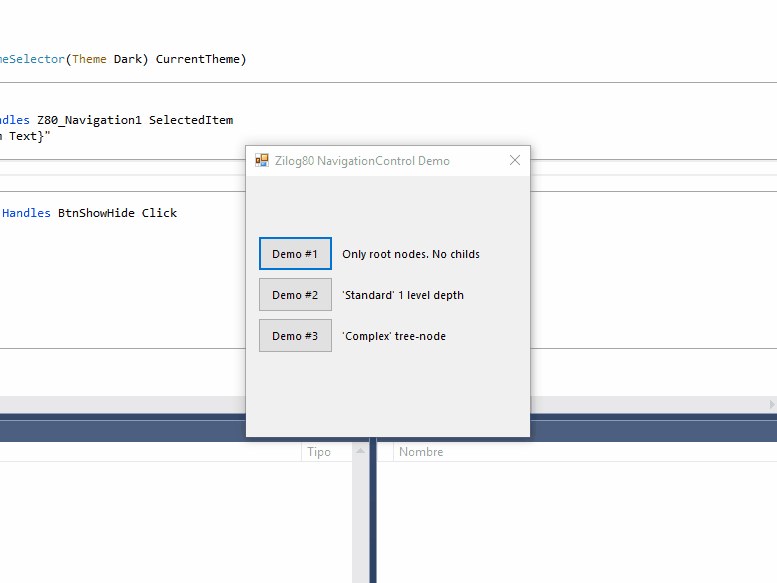 meSelector(Theme Dark) CurrentTheme)
ndles Z80_Navigation1 SelectedItem
m Text}"
Handles BtnShowHide Click
Zilog80 NavigationControl Demo
Demo #1 Only root nodes. No childs
Demo #2 'Standard' 1 level depth
Demo #3 'Complex' tree-node
Tipo Nombre